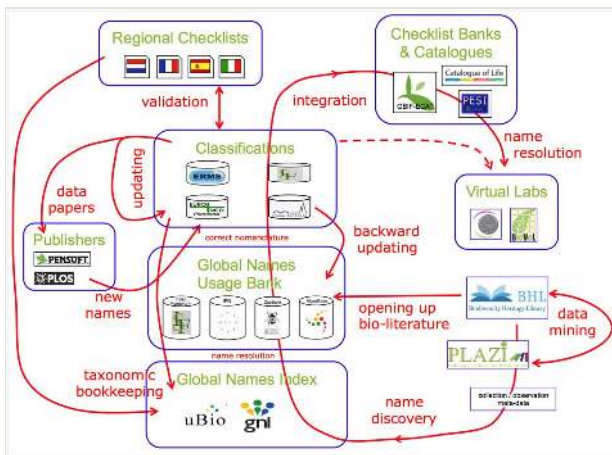 Regional Checklists
Checklist Banks
& Catalogues
Catalogue of Life
PESI
validation
integration
name
resolution
Classifications
ERMS
updating
data
papers
Virtual Labs
Publishers
PENSOFT
PLOS
new
names
correct nomenclature
backward
updating
Global Names
Usage Bank
opening up
bio-literature
BHL
Biodiversity Heritage Library
data
mining
PLAZI
name resolution
taxonomic
bookkeeping
Global Names Index
uBio
gni
name
discovery
collection / observation
meta-data